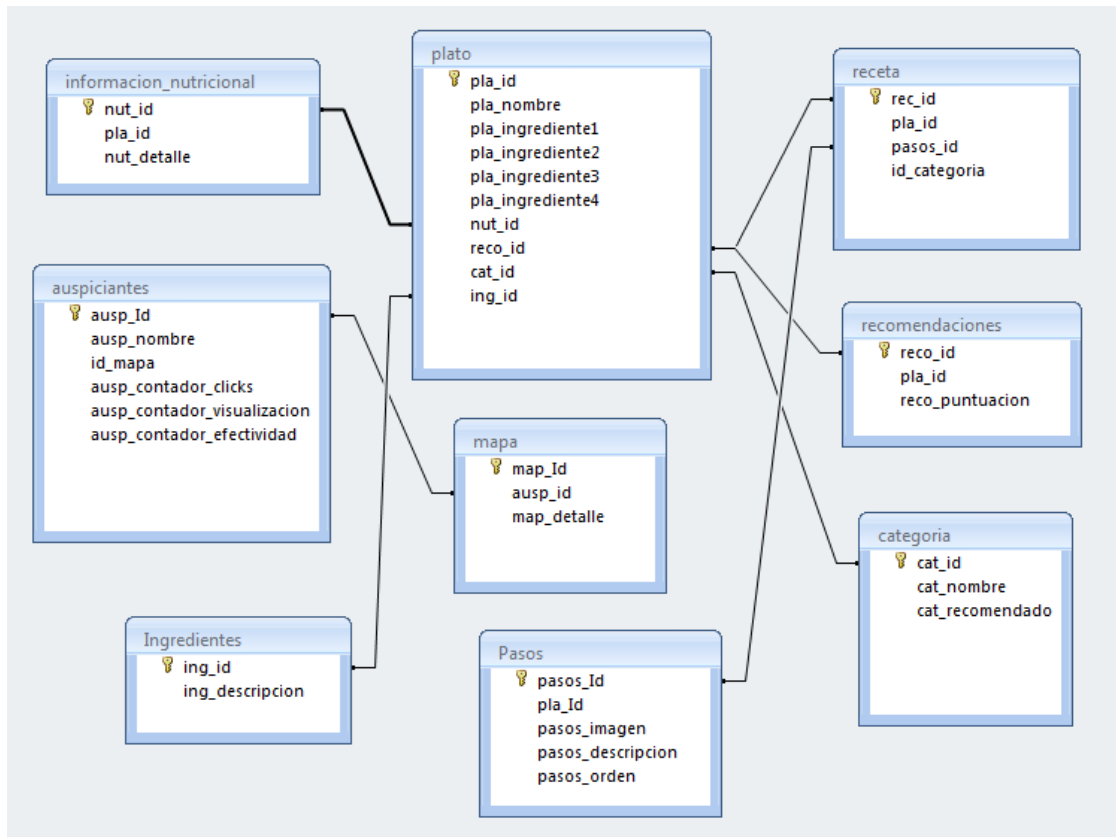 informacion_nutricional
nut_id
pla_id
nut_detalle
plato
pla_id
pla_nombre
pla_ingrediente1
pla_ingrediente2
pla_ingrediente3
pla_ingrediente4
nut_id
reco_id
cat_id
ing_id
receta
rec_id
pla_id
pasos_id
id_categoria
auspiciantes
ausp_Id
ausp_nombre
id_mapa
ausp_contador_clicks
ausp_contador_visualizacion
ausp_contador_efectividad
recomendaciones
reco_id
pla_id
reco_puntuacion
mapa
map_Id
ausp_id
map_detalle
categoria
cat_id
cat_nombre
cat_recomendado
Ingredientes
ing_id
ing_descripcion
Pasos
pasos_Id
pla_Id
pasos_imagen
pasos_descripcion
pasos_orden